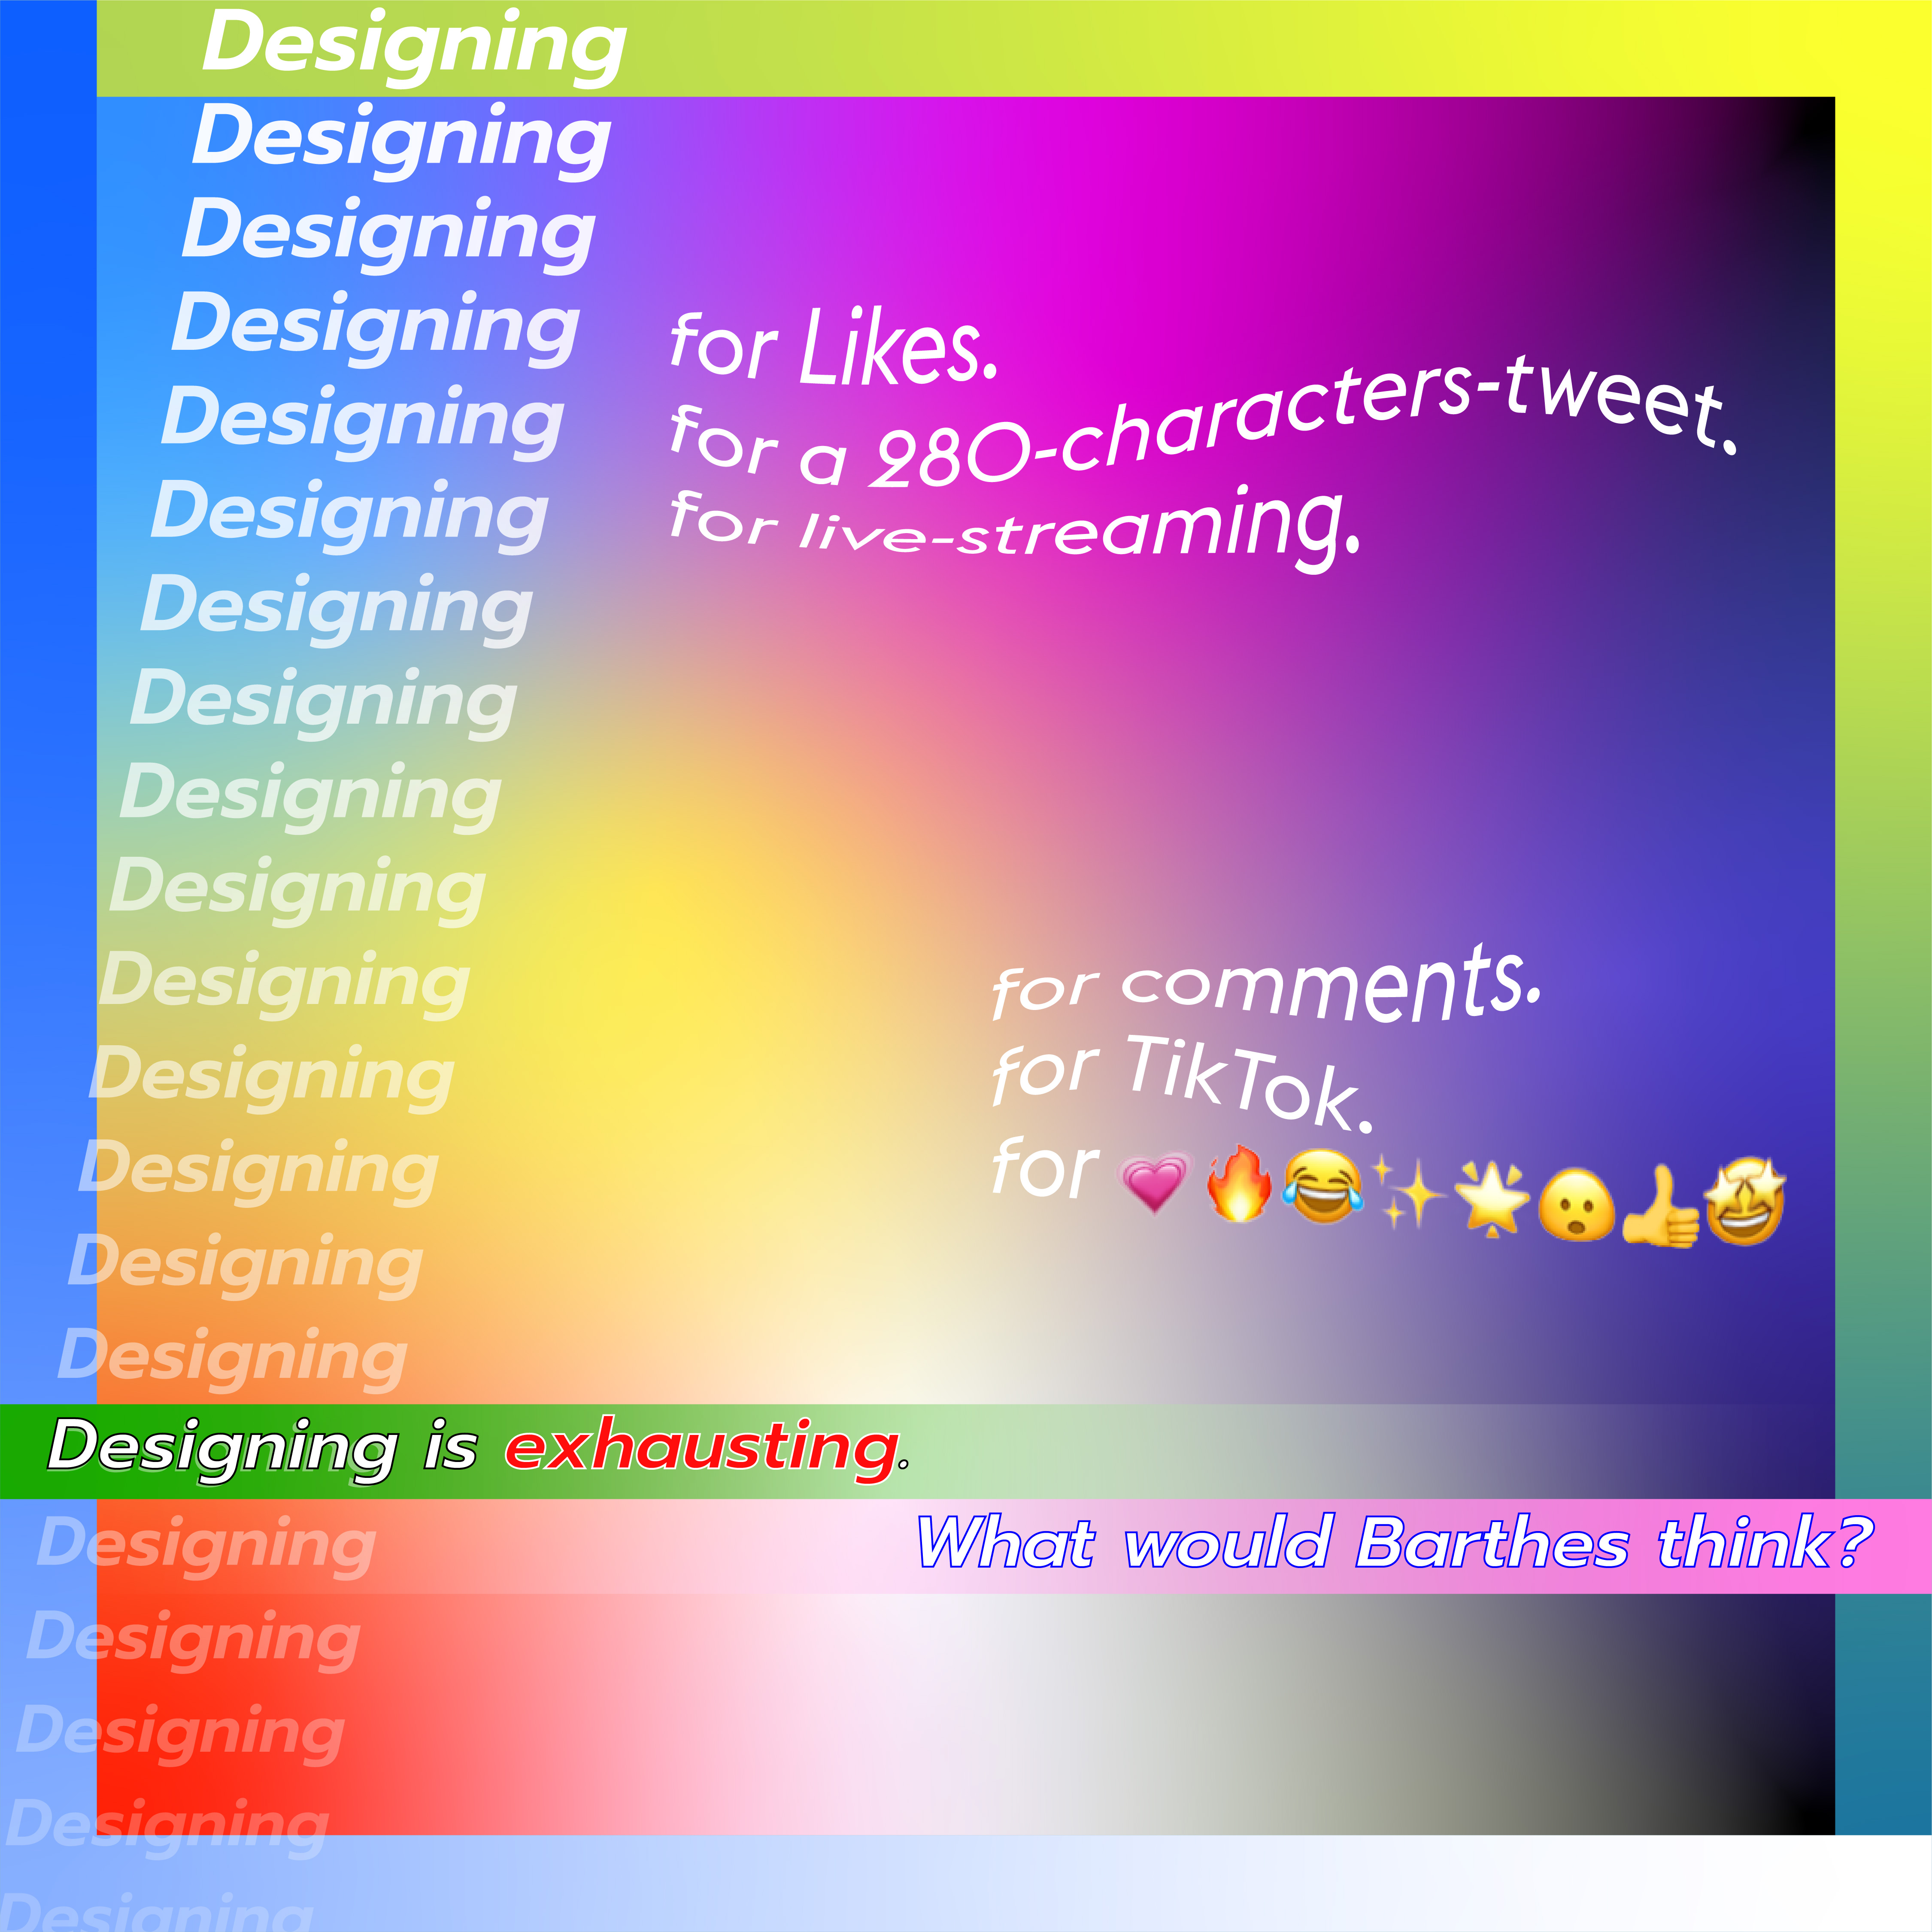 Designing
Designing
Designing
Designing for Likes.
Designing for a 280-characters-tweet.
Designing for live-streaming.
Designing
Designing
Designing
Designing
Designing for comments.
Designing for TikTok.
Designing for 💗🔥😂✨🌟😮👍🤩
Designing
Designing
Designing is exhausting.
Designing
What would Barthes think?
Designing
Designing
Designing
Designing